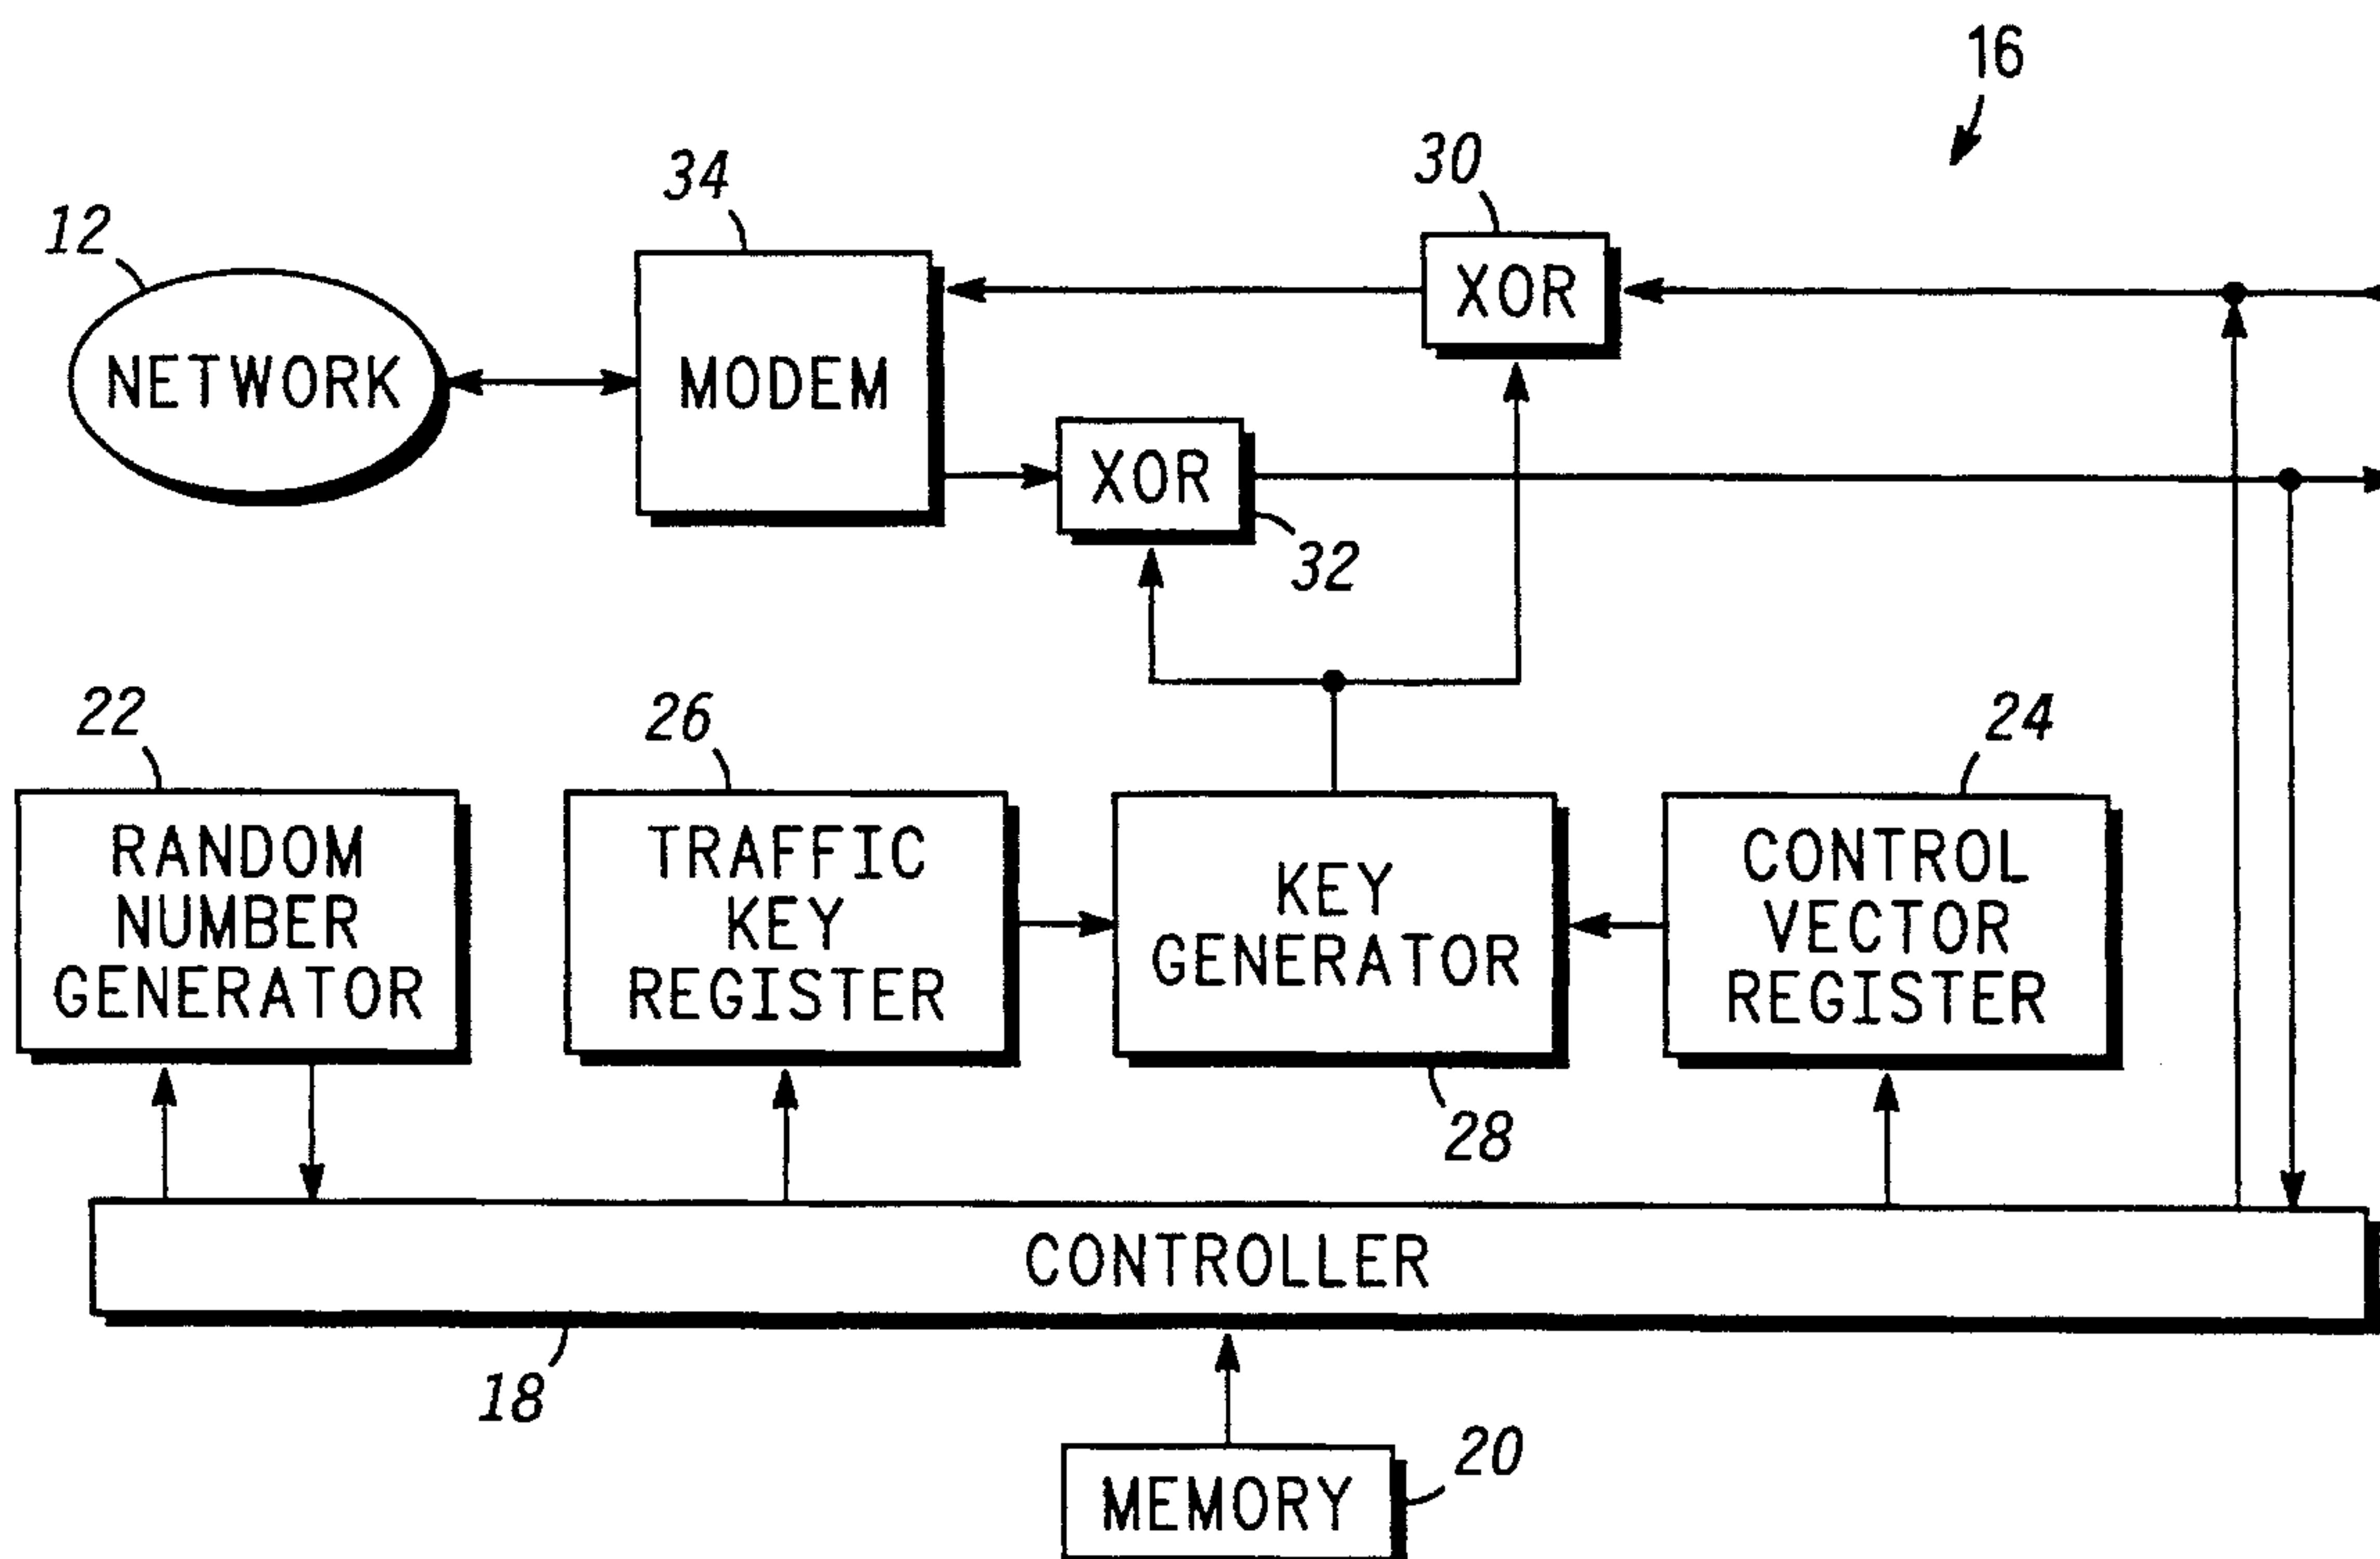 16
30
34
12
XOR
NETWORK
MODEM
XOR
32
22
26
24
RANDOM
NUMBER
GENERATOR
TRAFFIC
KEY
REGISTER
KEY
GENERATOR
CONTROL
VECTOR
REGISTER
28
CONTROLLER
18
20
MEMORY